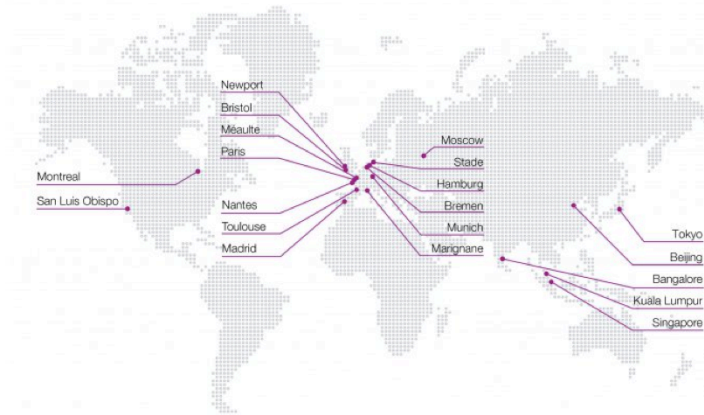 Newport
Bristol
Méaulte
Paris
Montreal
San Luis Obispo
Nantes
Toulouse
Madrid
Moscow
Stade
Hamburg
Bremen
Munich
Marignane
Tokyo
Beijing
Bangalore
Kuala Lumpur
Singapore